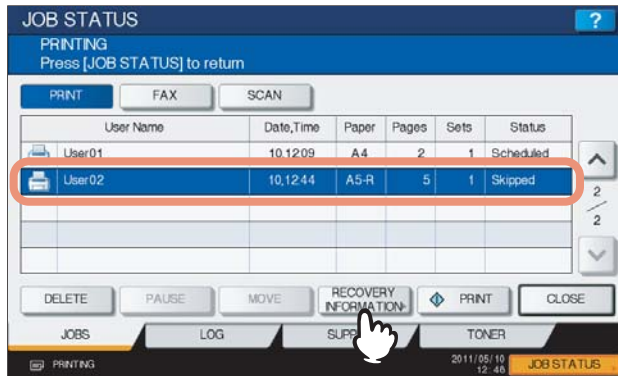 JOB STATUS ?
PRINTING
Press [JOB STATUS] to return
PRINT FAX SCAN
User Name Date,Time Paper Pages Sets Status
User01 10,12:09 A4 2 1 Scheduled
User02 10,12:44 A5-R 5 1 Skipped
2
2
DELETE PAUSE MOVE RECOVERY INFORMATION PRINT CLOSE
JOBS LOG TONER
PRINTING 2011/05/10 12:46 JOB STATUS